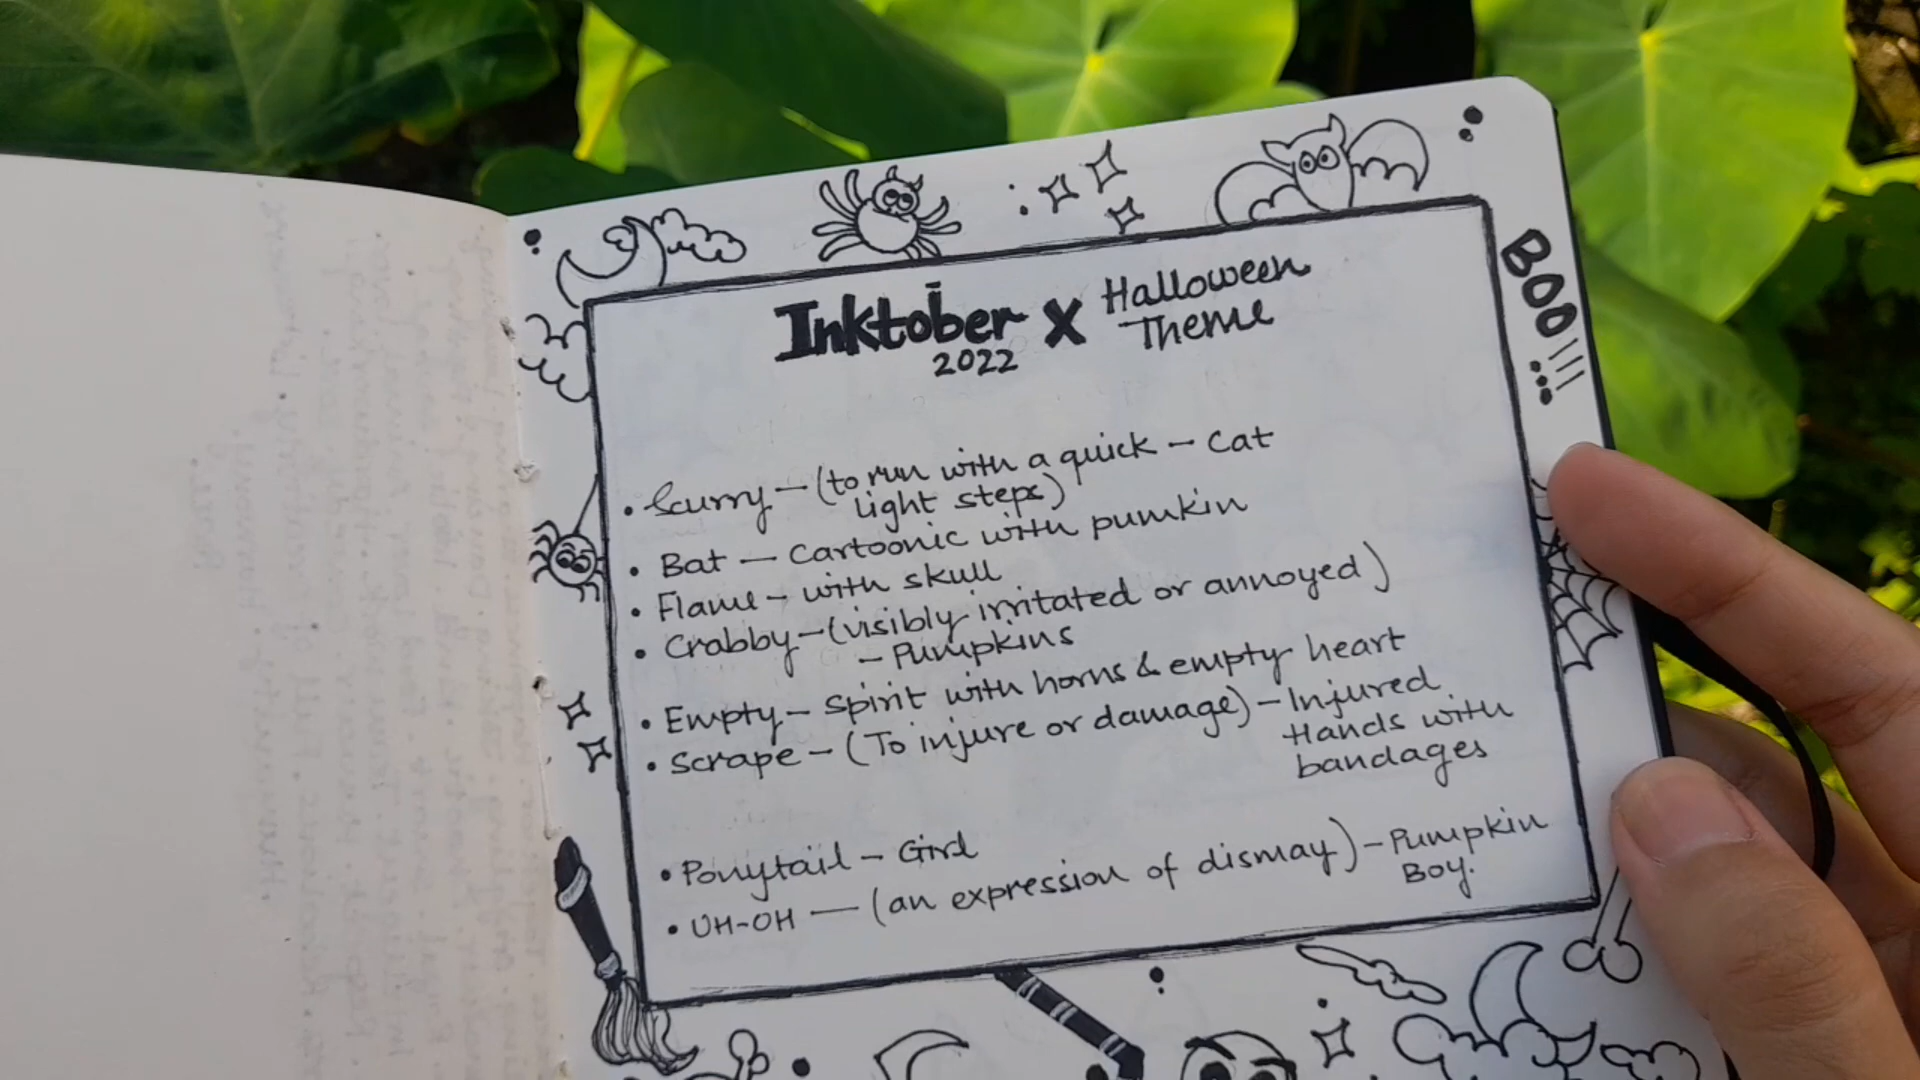 Inktober X Halloween
2022 Theme
BOO!!!
• Scurry – (to run with a quick – Cat
light steps)
• Bat – Cartoonic with pumkin
• Flame – with skull
• Crabby – (visibly irritated or annoyed)
– Pumpkins
• Empty – Spirit with horns & empty heart
• Scrape – (To injure or damage) – Injured
Hands with
bandages
• Ponytail – Girl
• UH-OH — (an expression of dismay) – Pumpkin
Boy.